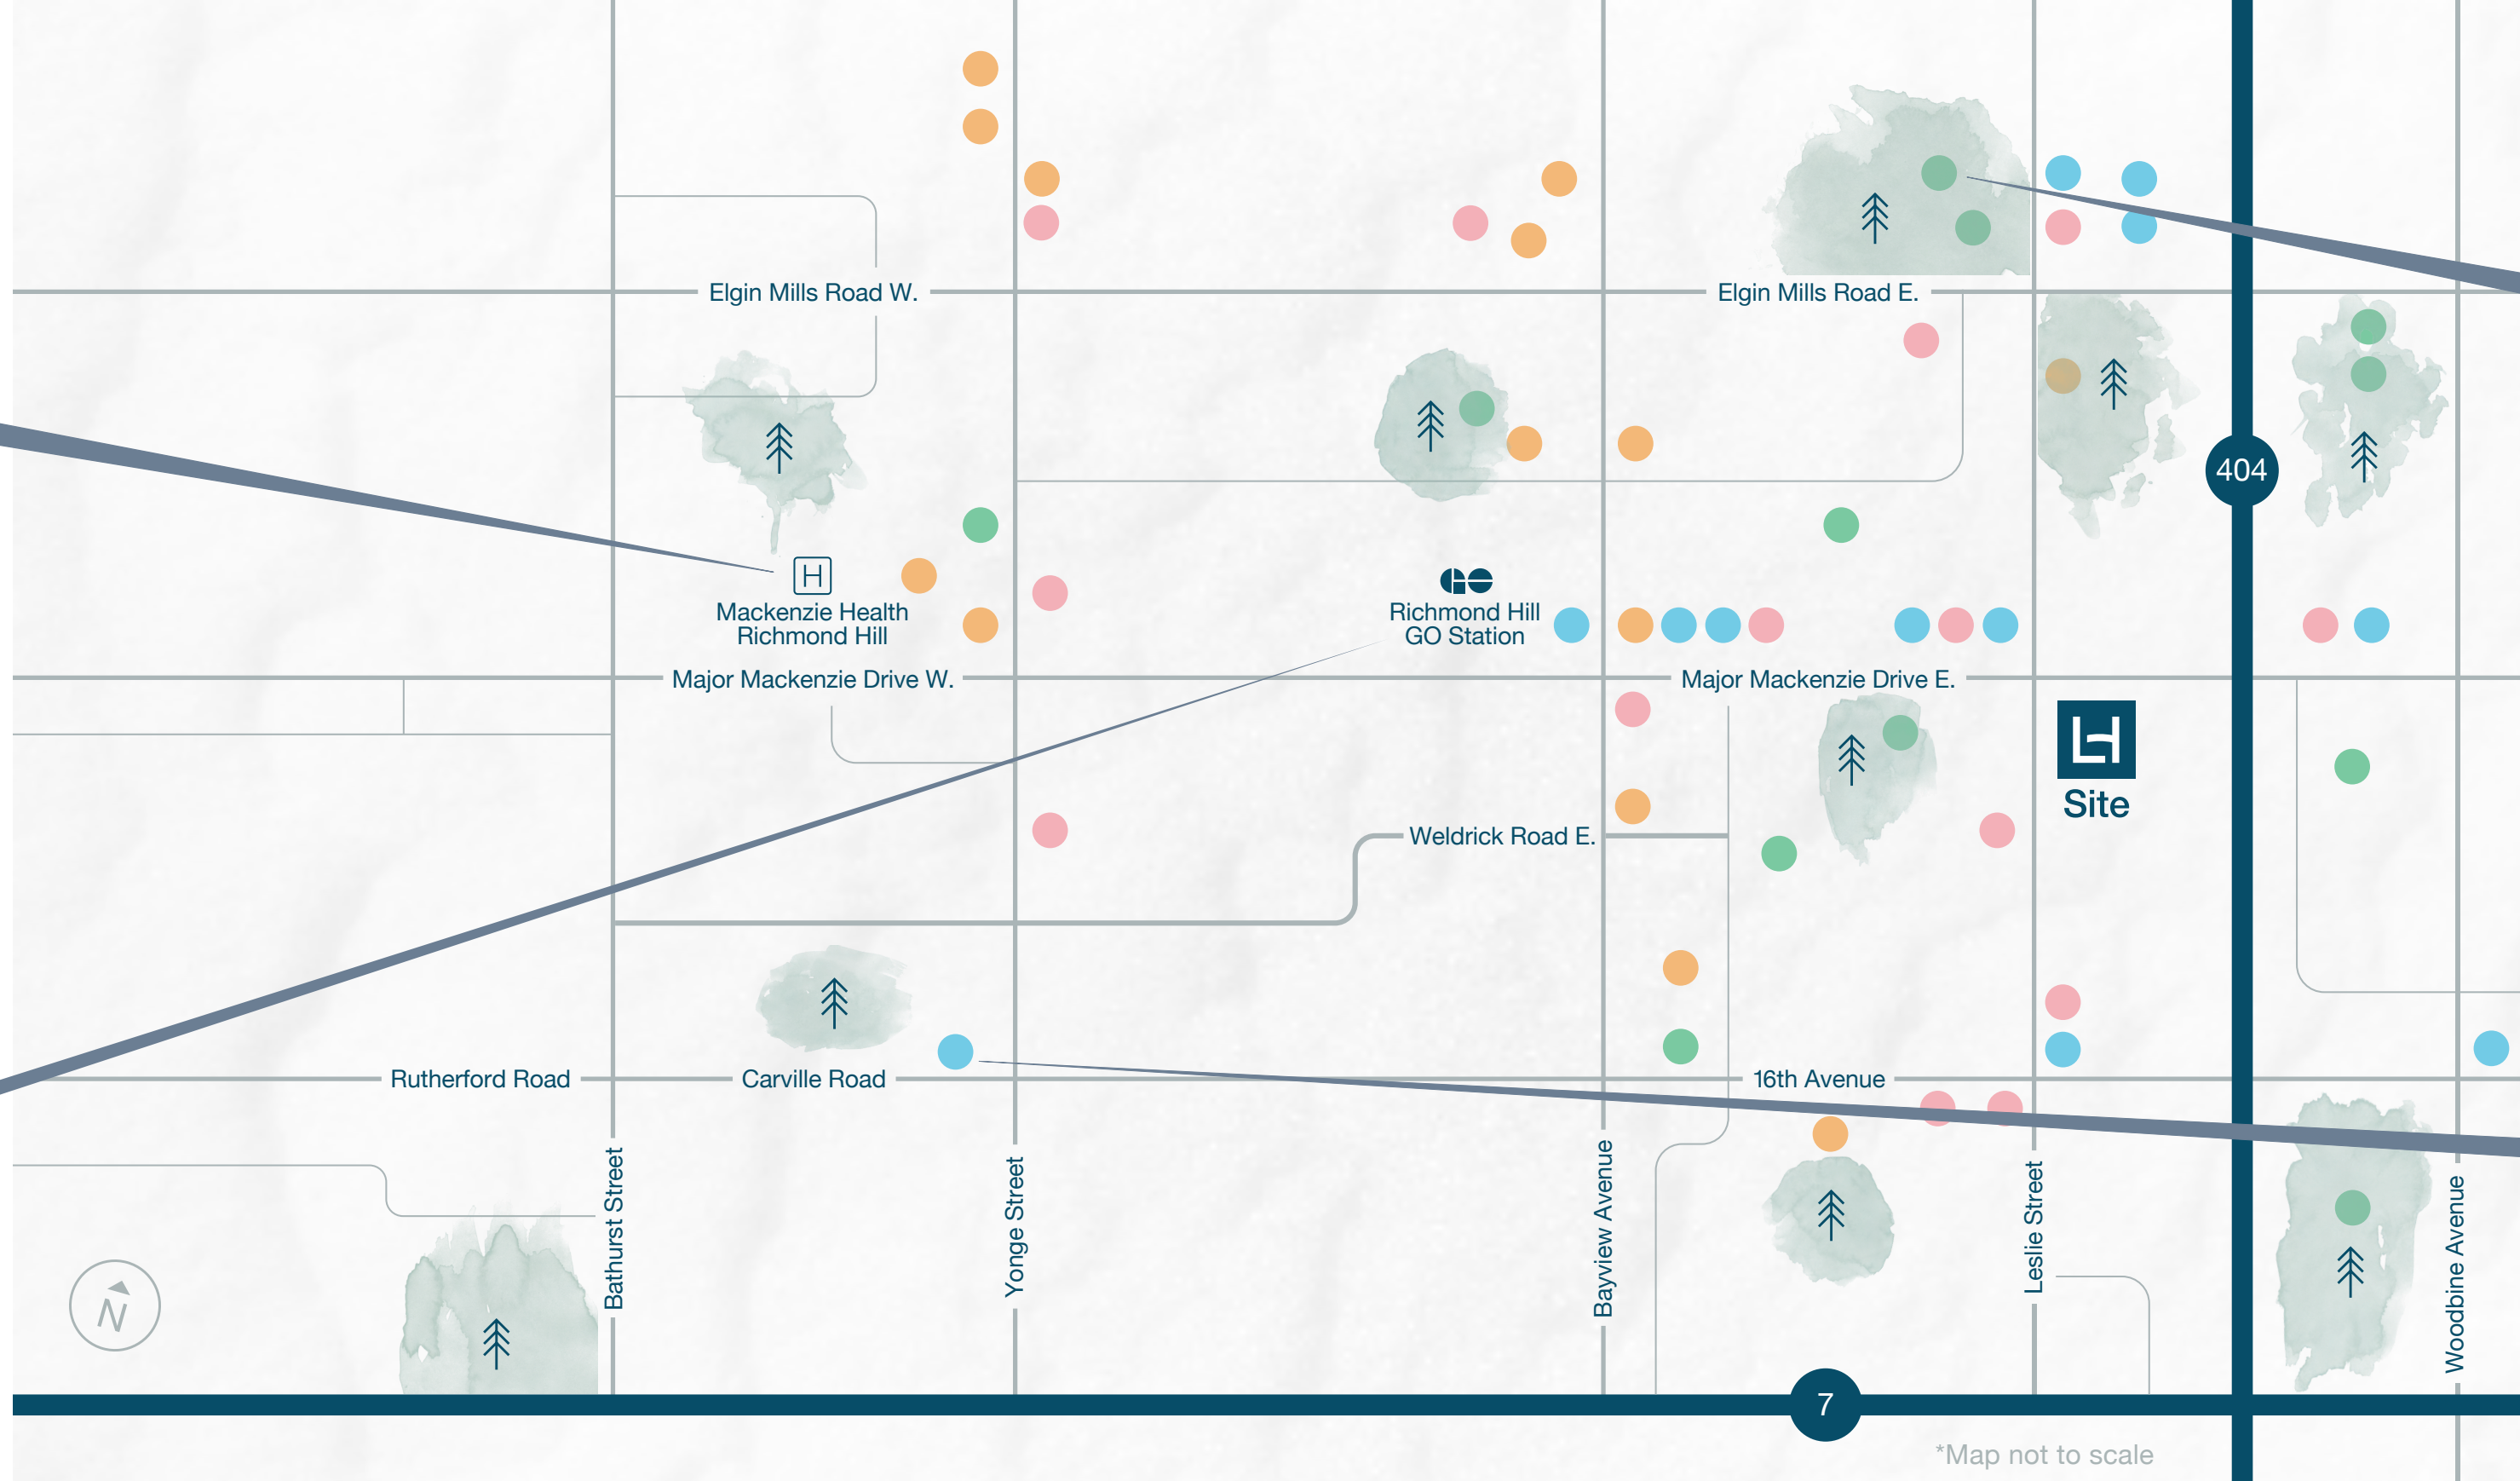 Elgin Mills Road W.
Elgin Mills Road E.
404
H
Mackenzie Health
Richmond Hill
GO
Richmond Hill
GO Station
Major Mackenzie Drive W.
Major Mackenzie Drive E.
LH
Site
Weldrick Road E.
Rutherford Road
Carville Road
16th Avenue
Bathurst Street
Yonge Street
Bayview Avenue
Leslie Street
Woodbine Avenue
N
7
*Map not to scale